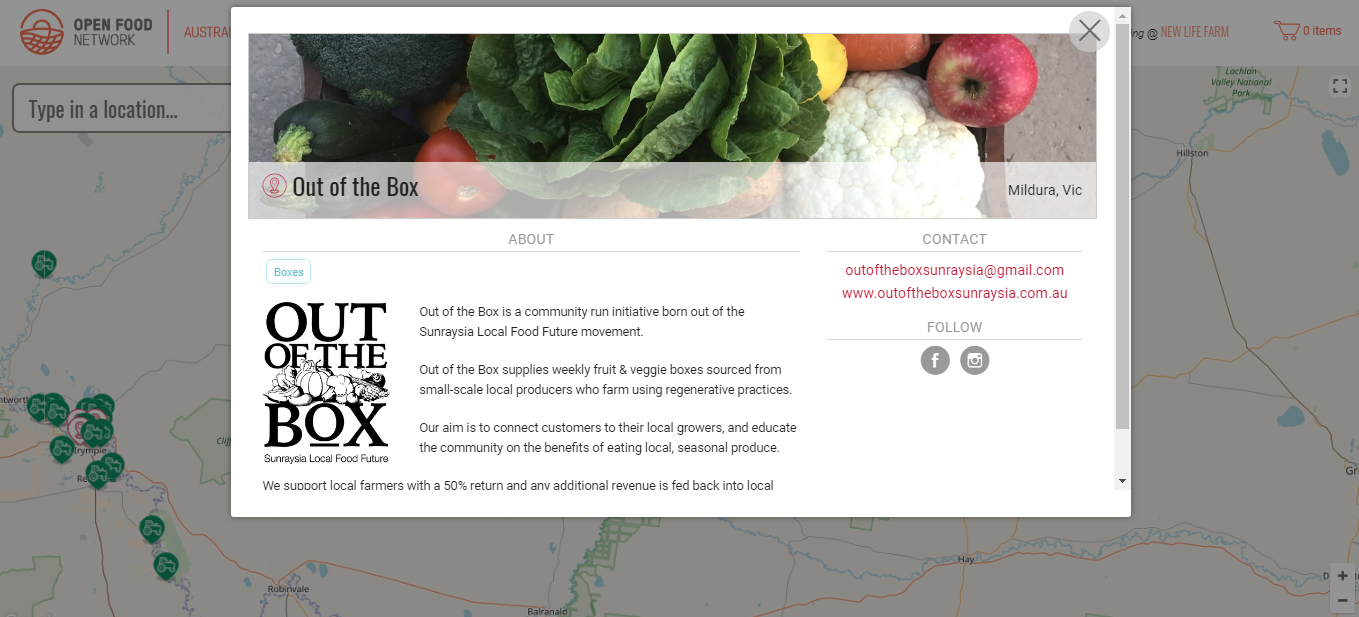 OPEN FOOD
NETWORK
AUSTRAL
ing @ NEW LIFE FARM
0 items
Type in a location...
Lachlan
Valley National
Park
Hillston
Out of the Box
Mildura, Vic
ABOUT
Boxes
OUT
OF THE
BOX
Sunraysia Local Food Future
Out of the Box is a community run initiative born out of the
Sunraysia Local Food Future movement.
Out of the Box supplies weekly fruit & veggie boxes sourced from
small-scale local producers who farm using regenerative practices.
Our aim is to connect customers to their local growers, and educate
the community on the benefits of eating local, seasonal produce.
We support local farmers with a 50% return and any additional revenue is fed back into local
CONTACT
outoftheboxsunraysia@gmail.com
www.outoftheboxsunraysia.com.au
FOLLOW
ntworth
Cliff
Irymple
Re
Gr
Hay
Robinvale
Balranald
+
−